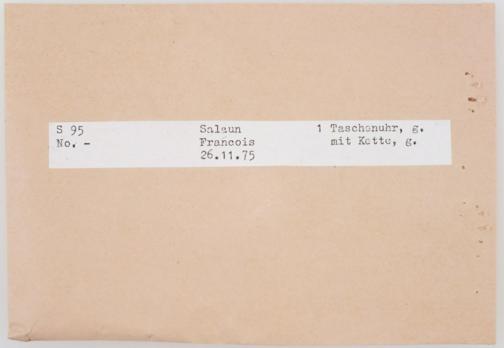 S 95 Salaun 1 Taschenuhr, g.
No. - Francois mit Kette, g.
26.11.75